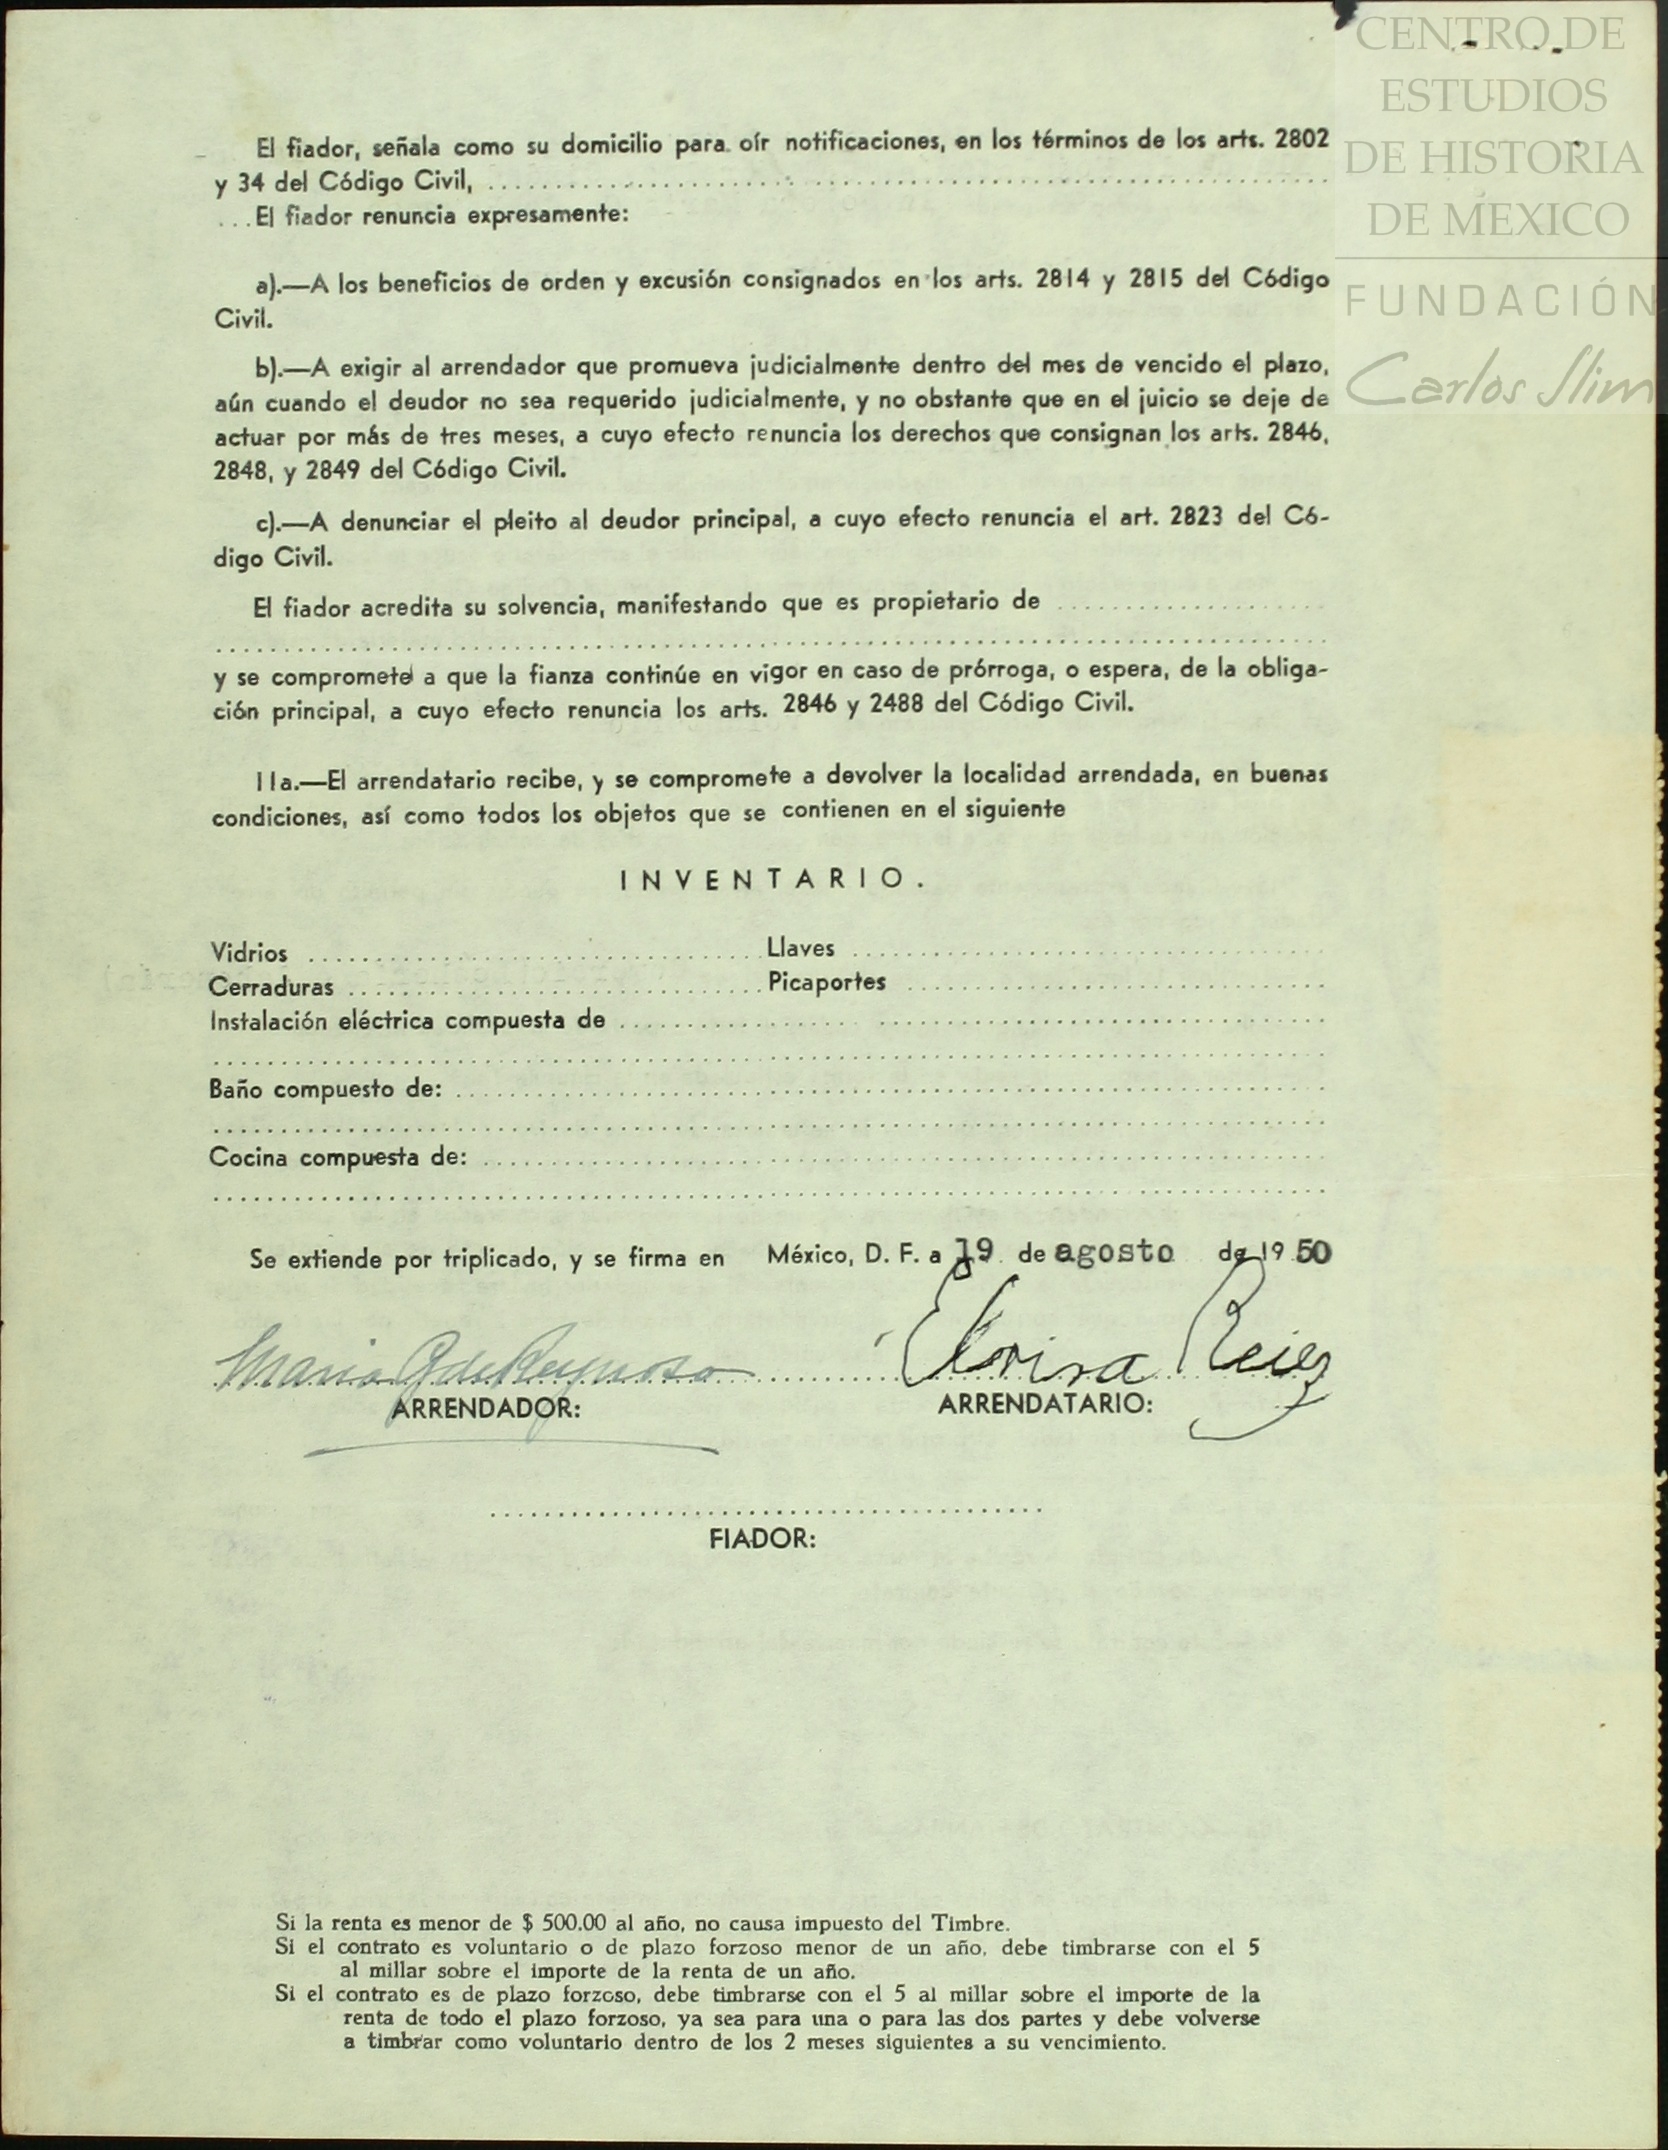 CENTRO DE
ESTUDIOS
DE HISTORIA
DE MEXICO
FUNDACIÓN
Carlos Slim
El fiador, señala como su domicilio para oír notificaciones, en los términos de los arts. 2802
y 34 del Código Civil, ........................................................
... El fiador renuncia expresamente:
a).—A los beneficios de orden y excusión consignados en los arts. 2814 y 2815 del Código
Civil.
b).—A exigir al arrendador que promueva judicialmente dentro del mes de vencido el plazo,
aún cuando el deudor no sea requerido judicialmente, y no obstante que en el juicio se deje de
actuar por más de tres meses, a cuyo efecto renuncia los derechos que consignan los arts. 2846,
2848, y 2849 del Código Civil.
c).—A denunciar el pleito al deudor principal, a cuyo efecto renuncia el art. 2823 del Có-
digo Civil.
El fiador acredita su solvencia, manifestando que es propietario de ....................
y se compromete a que la fianza continúe en vigor en caso de prórroga, o espera, de la obliga-
ción principal, a cuyo efecto renuncia los arts. 2846 y 2488 del Código Civil.
11a.—El arrendatario recibe, y se compromete a devolver la localidad arrendada, en buenas
condiciones, así como todos los objetos que se contienen en el siguiente
INVENTARIO.
Vidrios .................................. Llaves ..................................
Cerraduras .............................. Picaportes ..............................
Instalación eléctrica compuesta de ..................................................
Baño compuesto de: ..................................................
Cocina compuesta de: ..................................................
Se extiende por triplicado, y se firma en México, D. F. a 19 de agosto de 19 50
Maria G de Reynoso Elorisa Reies
ARRENDADOR: ARRENDATARIO:
FIADOR:
Si la renta es menor de $ 500.00 al año, no causa impuesto del Timbre.
Si el contrato es voluntario o de plazo forzoso menor de un año, debe timbrarse con el 5
al millar sobre el importe de la renta de un año.
Si el contrato es de plazo forzoso, debe timbrarse con el 5 al millar sobre el importe de la
renta de todo el plazo forzoso, ya sea para una o para las dos partes y debe volverse
a timbrar como voluntario dentro de los 2 meses siguientes a su vencimiento.